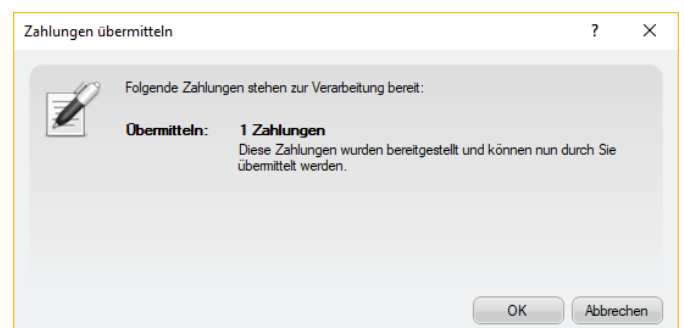 Zahlungen übermitteln ?
Folgende Zahlungen stehen zur Verarbeitung bereit:
Übermitteln: 1 Zahlungen
Diese Zahlungen wurden bereitgestellt und können nun durch Sie
übermittelt werden.
OK Abbrechen